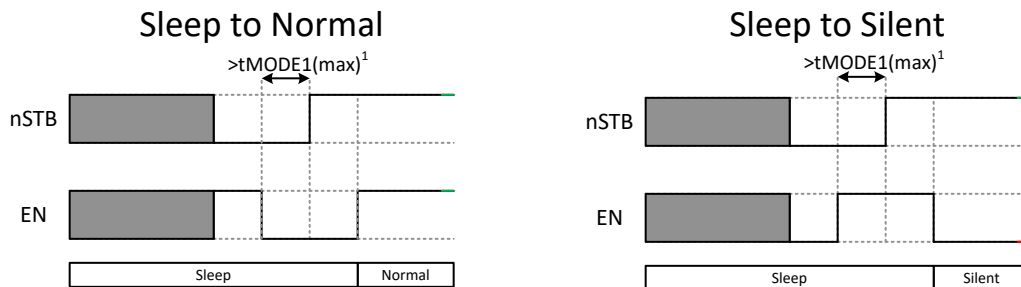 Sleep to Normal
>tMODE1(max)1
nSTB
EN
Sleep
Normal
Sleep to Silent
>tMODE1(max)1
nSTB
EN
Sleep
Silent